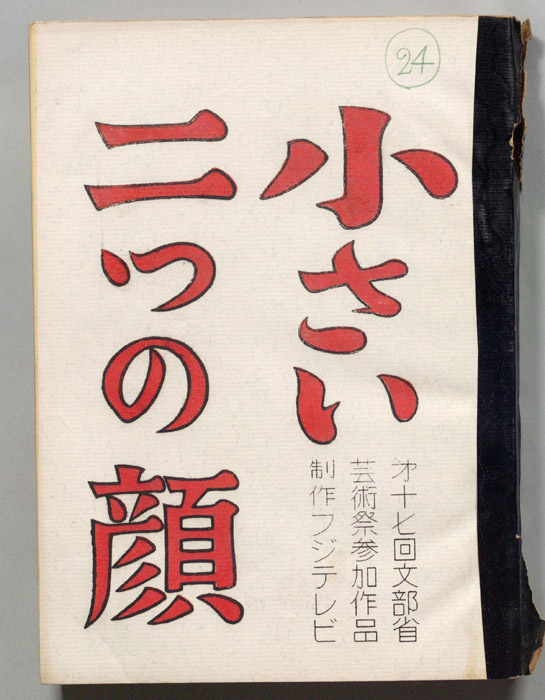 24
小さい
二つの顔
才十七回文部省
芸術祭参加作品
制作フジテレビ